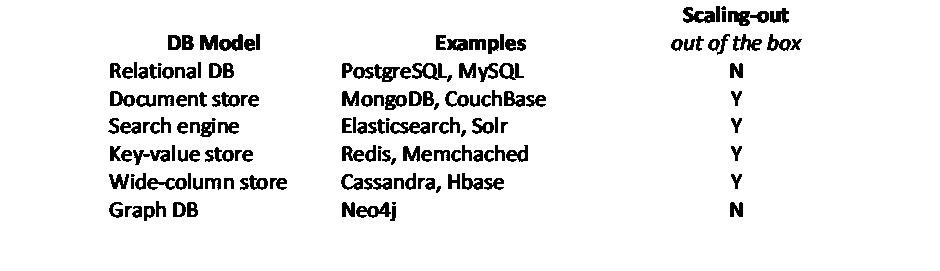 Scaling-out
DB Model Examples out of the box
Relational DB PostgreSQL, MySQL N
Document store MongoDB, CouchBase Y
Search engine Elasticsearch, Solr Y
Key-value store Redis, Memchached Y
Wide-column store Cassandra, Hbase Y
Graph DB Neo4j N